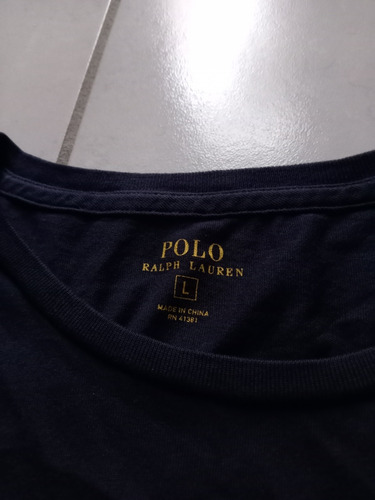 POLO
RALPH LAUREN
L
MADE IN CHINA
RN 41381